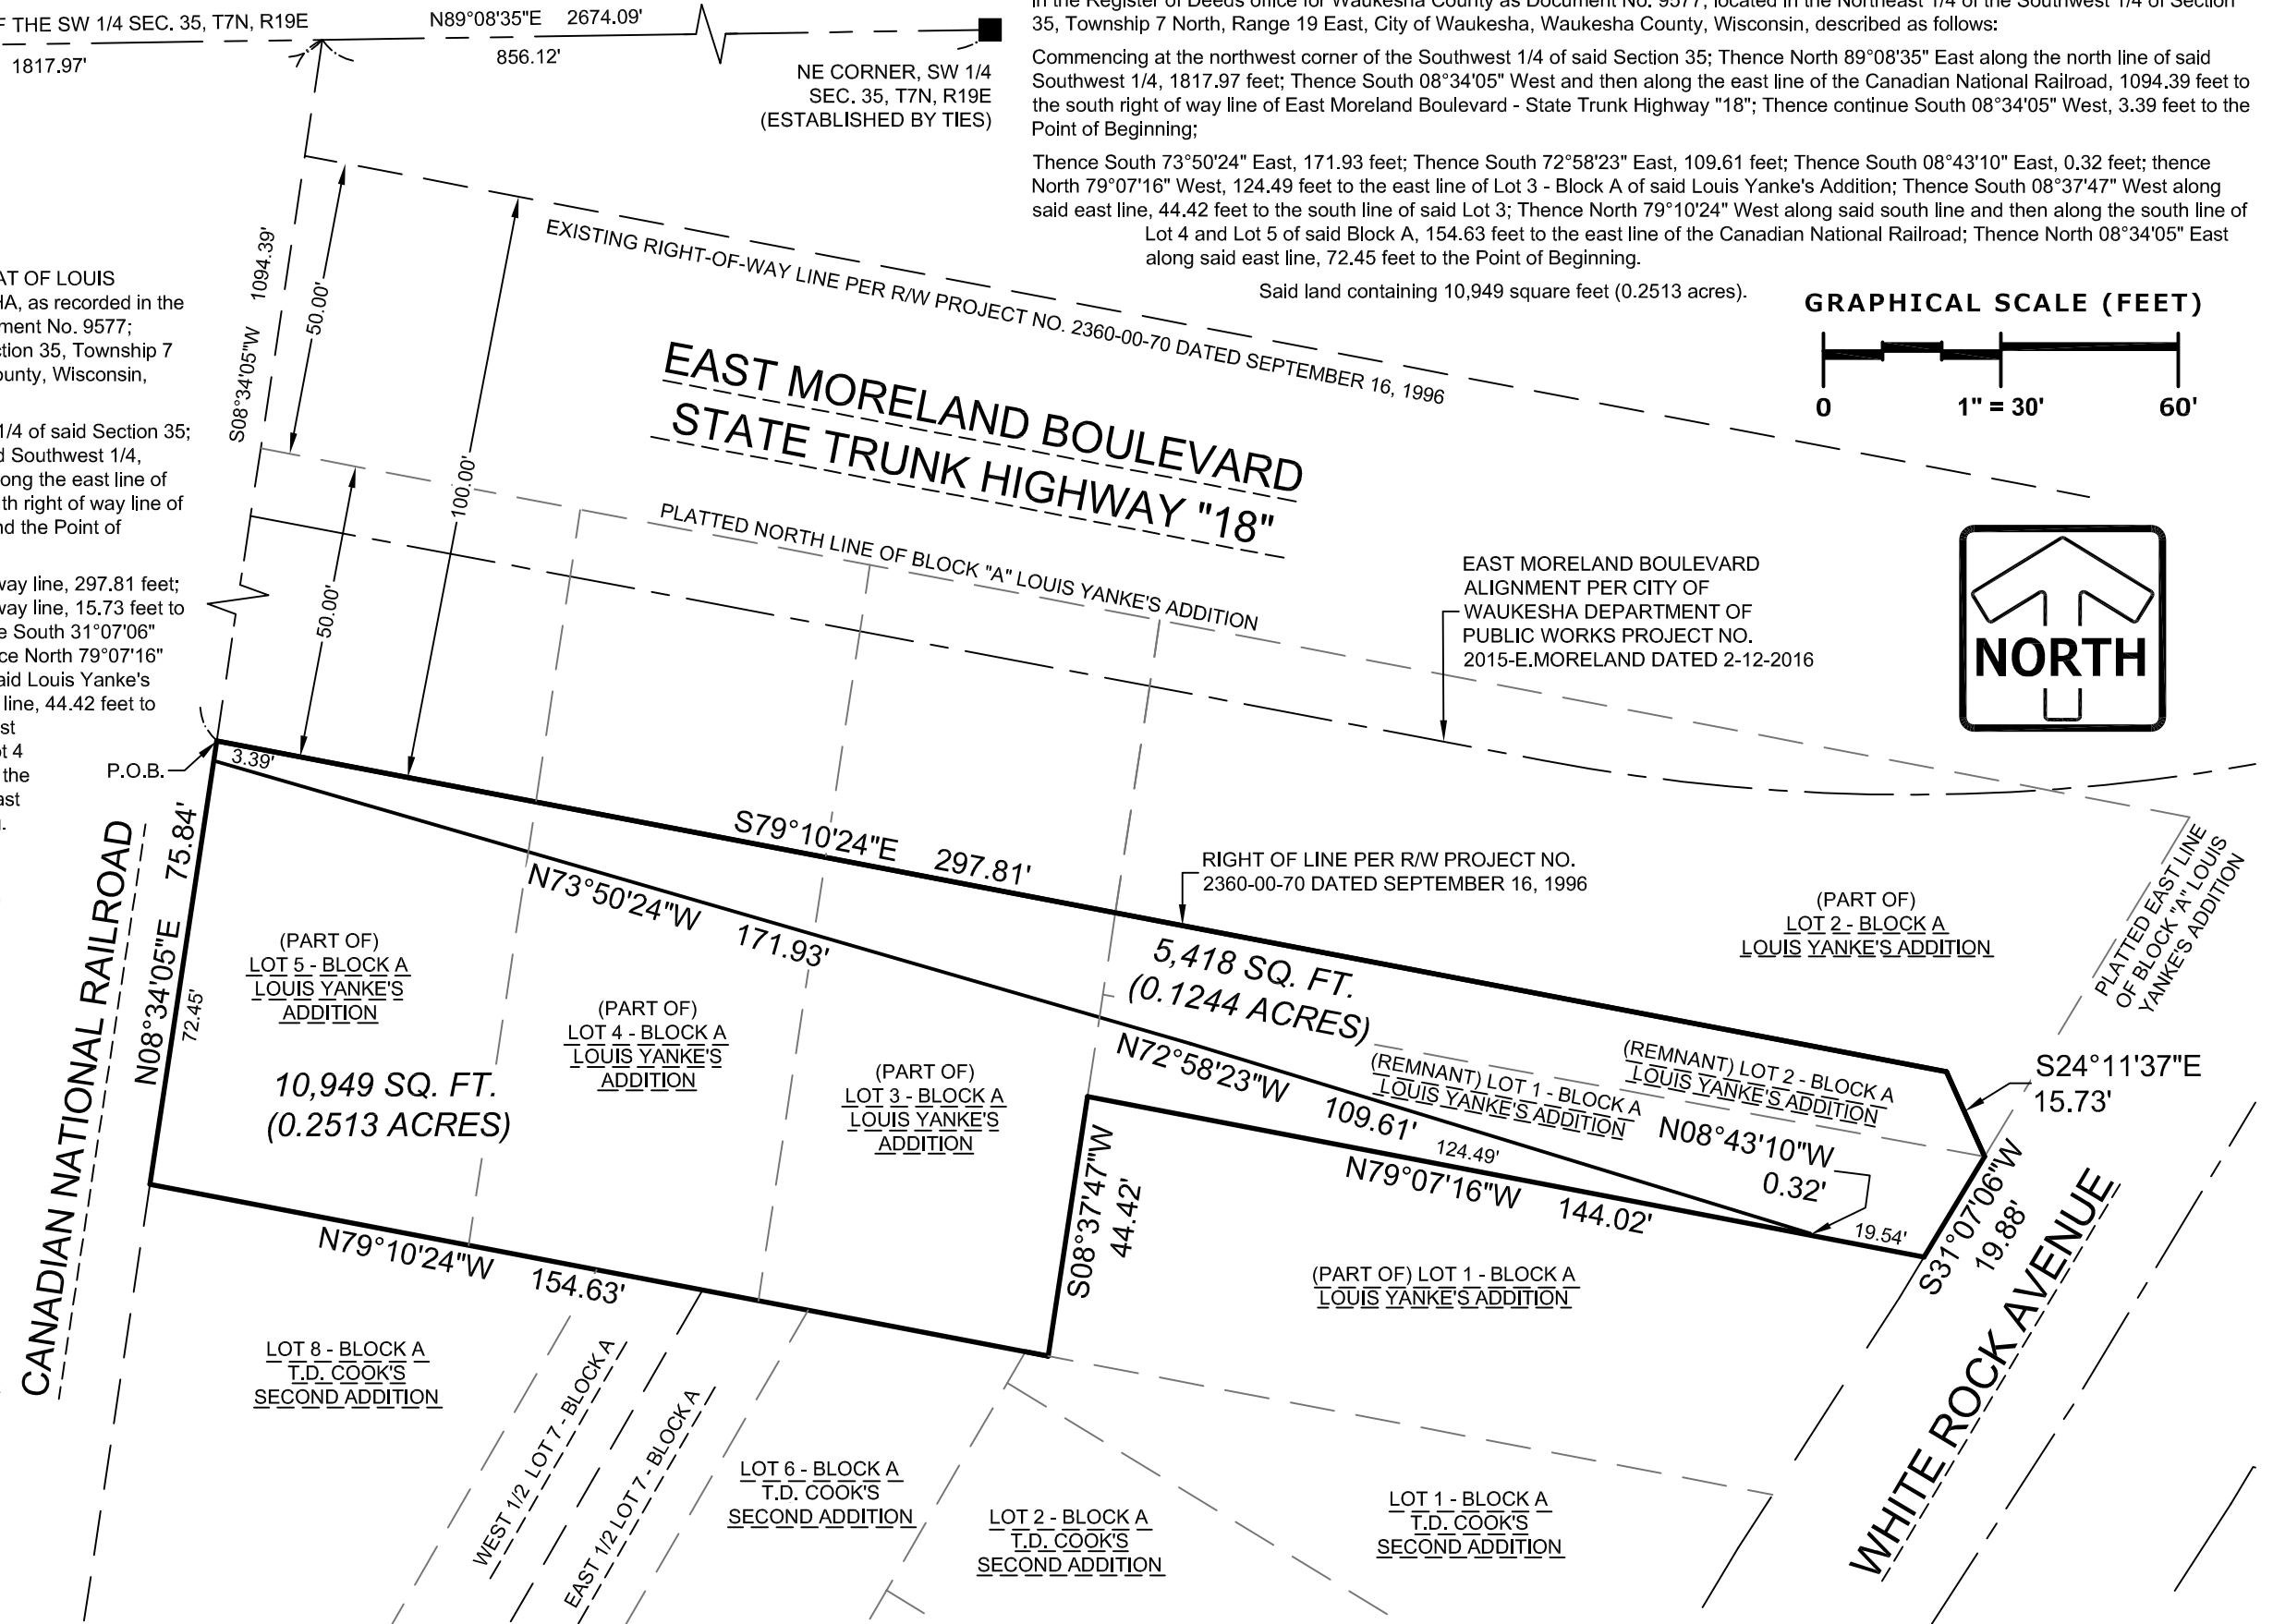 F THE SW 1/4 SEC. 35, T7N, R19E
N89°08'35"E 2674.09'
1817.97'
856.12'
NE CORNER, SW 1/4
SEC. 35, T7N, R19E
(ESTABLISHED BY TIES)
in the Register of Deeds office for Waukesha County as Document No. 9577; located in the Northeast 1/4 of the Southwest 1/4 of Section
35, Township 7 North, Range 19 East, City of Waukesha, Waukesha County, Wisconsin, described as follows:
Commencing at the northwest corner of the Southwest 1/4 of said Section 35; Thence North 89°08'35" East along the north line of said
Southwest 1/4, 1817.97 feet; Thence South 08°34'05" West and then along the east line of the Canadian National Railroad, 1094.39 feet to
the south right of way line of East Moreland Boulevard - State Trunk Highway "18"; Thence continue South 08°34'05" West, 3.39 feet to the
Point of Beginning;
Thence South 73°50'24" East, 171.93 feet; Thence South 72°58'23" East, 109.61 feet; Thence South 08°43'10" East, 0.32 feet; thence
North 79°07'16" West, 124.49 feet to the east line of Lot 3 - Block A of said Louis Yanke's Addition; Thence South 08°37'47" West along
said east line, 44.42 feet to the south line of said Lot 3; Thence North 79°10'24" West along said south line and then along the south line of
Lot 4 and Lot 5 of said Block A, 154.63 feet to the east line of the Canadian National Railroad; Thence North 08°34'05" East
along said east line, 72.45 feet to the Point of Beginning.
Said land containing 10,949 square feet (0.2513 acres).
GRAPHICAL SCALE (FEET)
0 1" = 30' 60'
AT OF LOUIS
HA, as recorded in the
ment No. 9577;
ction 35, Township 7
ounty, Wisconsin,
1/4 of said Section 35;
d Southwest 1/4,
ong the east line of
th right of way line of
nd the Point of
way line, 297.81 feet;
way line, 15.73 feet to
e South 31°07'06"
ce North 79°07'16"
aid Louis Yanke's
line, 44.42 feet to
st
ot 4
the
ast
S08°34'05"W 1094.39'
50.00'
100.00'
50.00'
EXISTING RIGHT-OF-WAY LINE PER R/W PROJECT NO. 2360-00-70 DATED SEPTEMBER 16, 1996
EAST MORELAND BOULEVARD
STATE TRUNK HIGHWAY "18"
PLATTED NORTH LINE OF BLOCK "A" LOUIS YANKE'S ADDITION
EAST MORELAND BOULEVARD
ALIGNMENT PER CITY OF
WAUKESHA DEPARTMENT OF
PUBLIC WORKS PROJECT NO.
2015-E.MORELAND DATED 2-12-2016
NORTH
P.O.B.
3.39'
S79°10'24"E 297.81'
RIGHT OF LINE PER R/W PROJECT NO.
2360-00-70 DATED SEPTEMBER 16, 1996
PLATTED EAST LINE
OF BLOCK "A" LOUIS
YANKE'S ADDITION
(PART OF)
LOT 2 - BLOCK A
LOUIS YANKE'S ADDITION
CANADIAN NATIONAL RAILROAD
N08°34'05"E 75.84'
72.45'
N73°50'24"W 171.93'
(PART OF)
LOT 5 - BLOCK A
LOUIS YANKE'S
ADDITION
(PART OF)
LOT 4 - BLOCK A
LOUIS YANKE'S
ADDITION
(PART OF)
LOT 3 - BLOCK A
LOUIS YANKE'S
ADDITION
10,949 SQ. FT.
(0.2513 ACRES)
5,418 SQ. FT.
(0.1244 ACRES)
N72°58'23"W 109.61'
(REMNANT) LOT 1 - BLOCK A
LOUIS YANKE'S ADDITION
(REMNANT) LOT 2 - BLOCK A
LOUIS YANKE'S ADDITION
S24°11'37"E
15.73'
N08°43'10"W
0.32'
124.49'
N79°07'16"W 144.02'
19.54'
S31°07'06"W
19.88'
S08°37'47"W
44.42'
N79°10'24"W 154.63'
(PART OF) LOT 1 - BLOCK A
LOUIS YANKE'S ADDITION
WHITE ROCK AVENUE
LOT 8 - BLOCK A
T.D. COOK'S
SECOND ADDITION
WEST 1/2 LOT 7 - BLOCK A
EAST 1/2 LOT 7 - BLOCK A
LOT 6 - BLOCK A
T.D. COOK'S
SECOND ADDITION
LOT 2 - BLOCK A
T.D. COOK'S
SECOND ADDITION
LOT 1 - BLOCK A
T.D. COOK'S
SECOND ADDITION